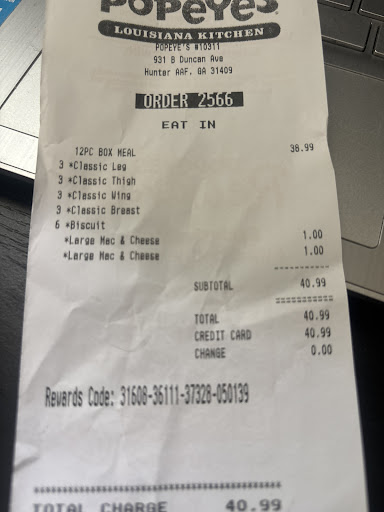 POPEYES
LOUISIANA KITCHEN
POPEYE'S #10311
931 B Duncan Ave
Hunter AAF, GA 31409
ORDER 2566
EAT IN
12PC BOX MEAL 38.99
3 *Classic Leg
3 *Classic Thigh
3 *Classic Wing
3 *Classic Breast
6 *Biscuit
*Large Mac & Cheese 1.00
*Large Mac & Cheese 1.00
SUBTOTAL 40.99
TOTAL 40.99
CREDIT CARD 40.99
CHANGE 0.00
Rewards Code: 31608-36111-37328-050139
TOTAL CHARGE 40.99